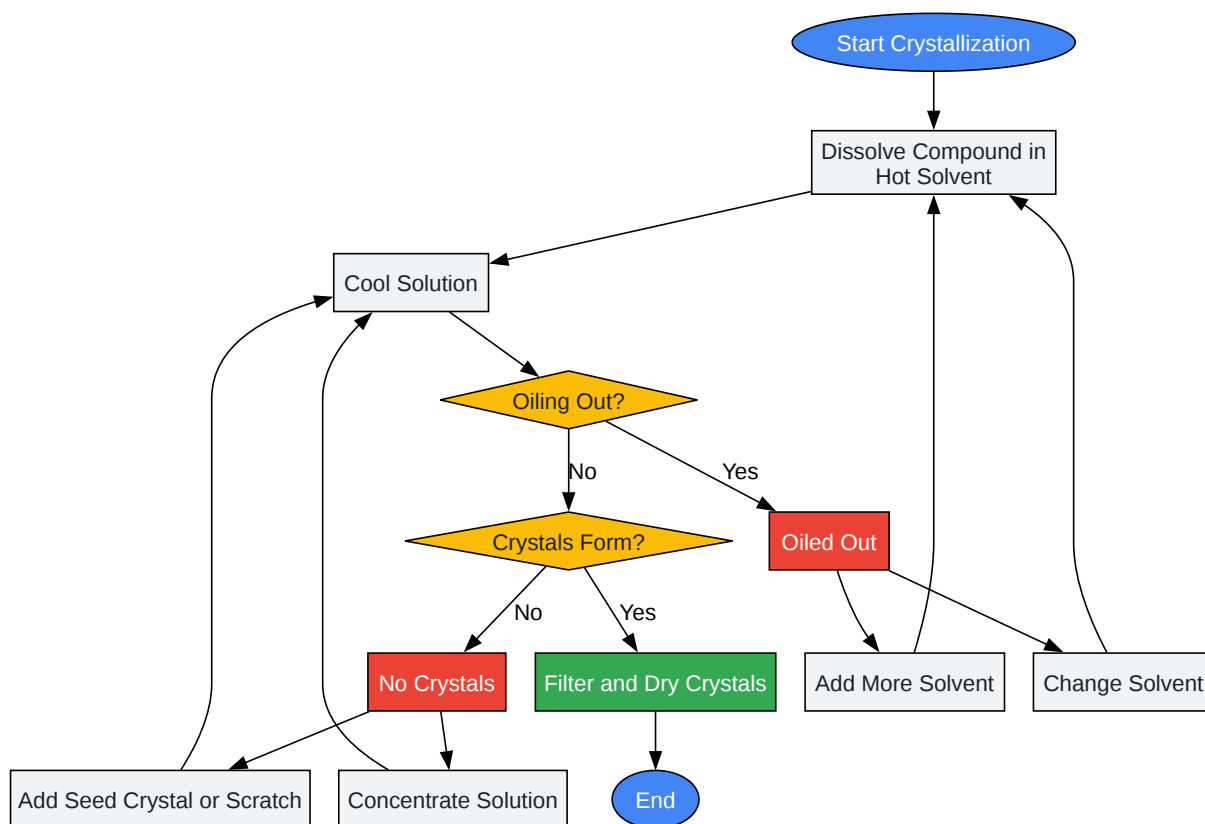 Start Crystallization
Dissolve Compound in
Hot Solvent
Cool Solution
Oiling Out?
No
Yes
Crystals Form?
Oiled Out
No
Yes
No Crystals
Filter and Dry Crystals
Add More Solvent
Change Solvent
Add Seed Crystal or Scratch
Concentrate Solution
End